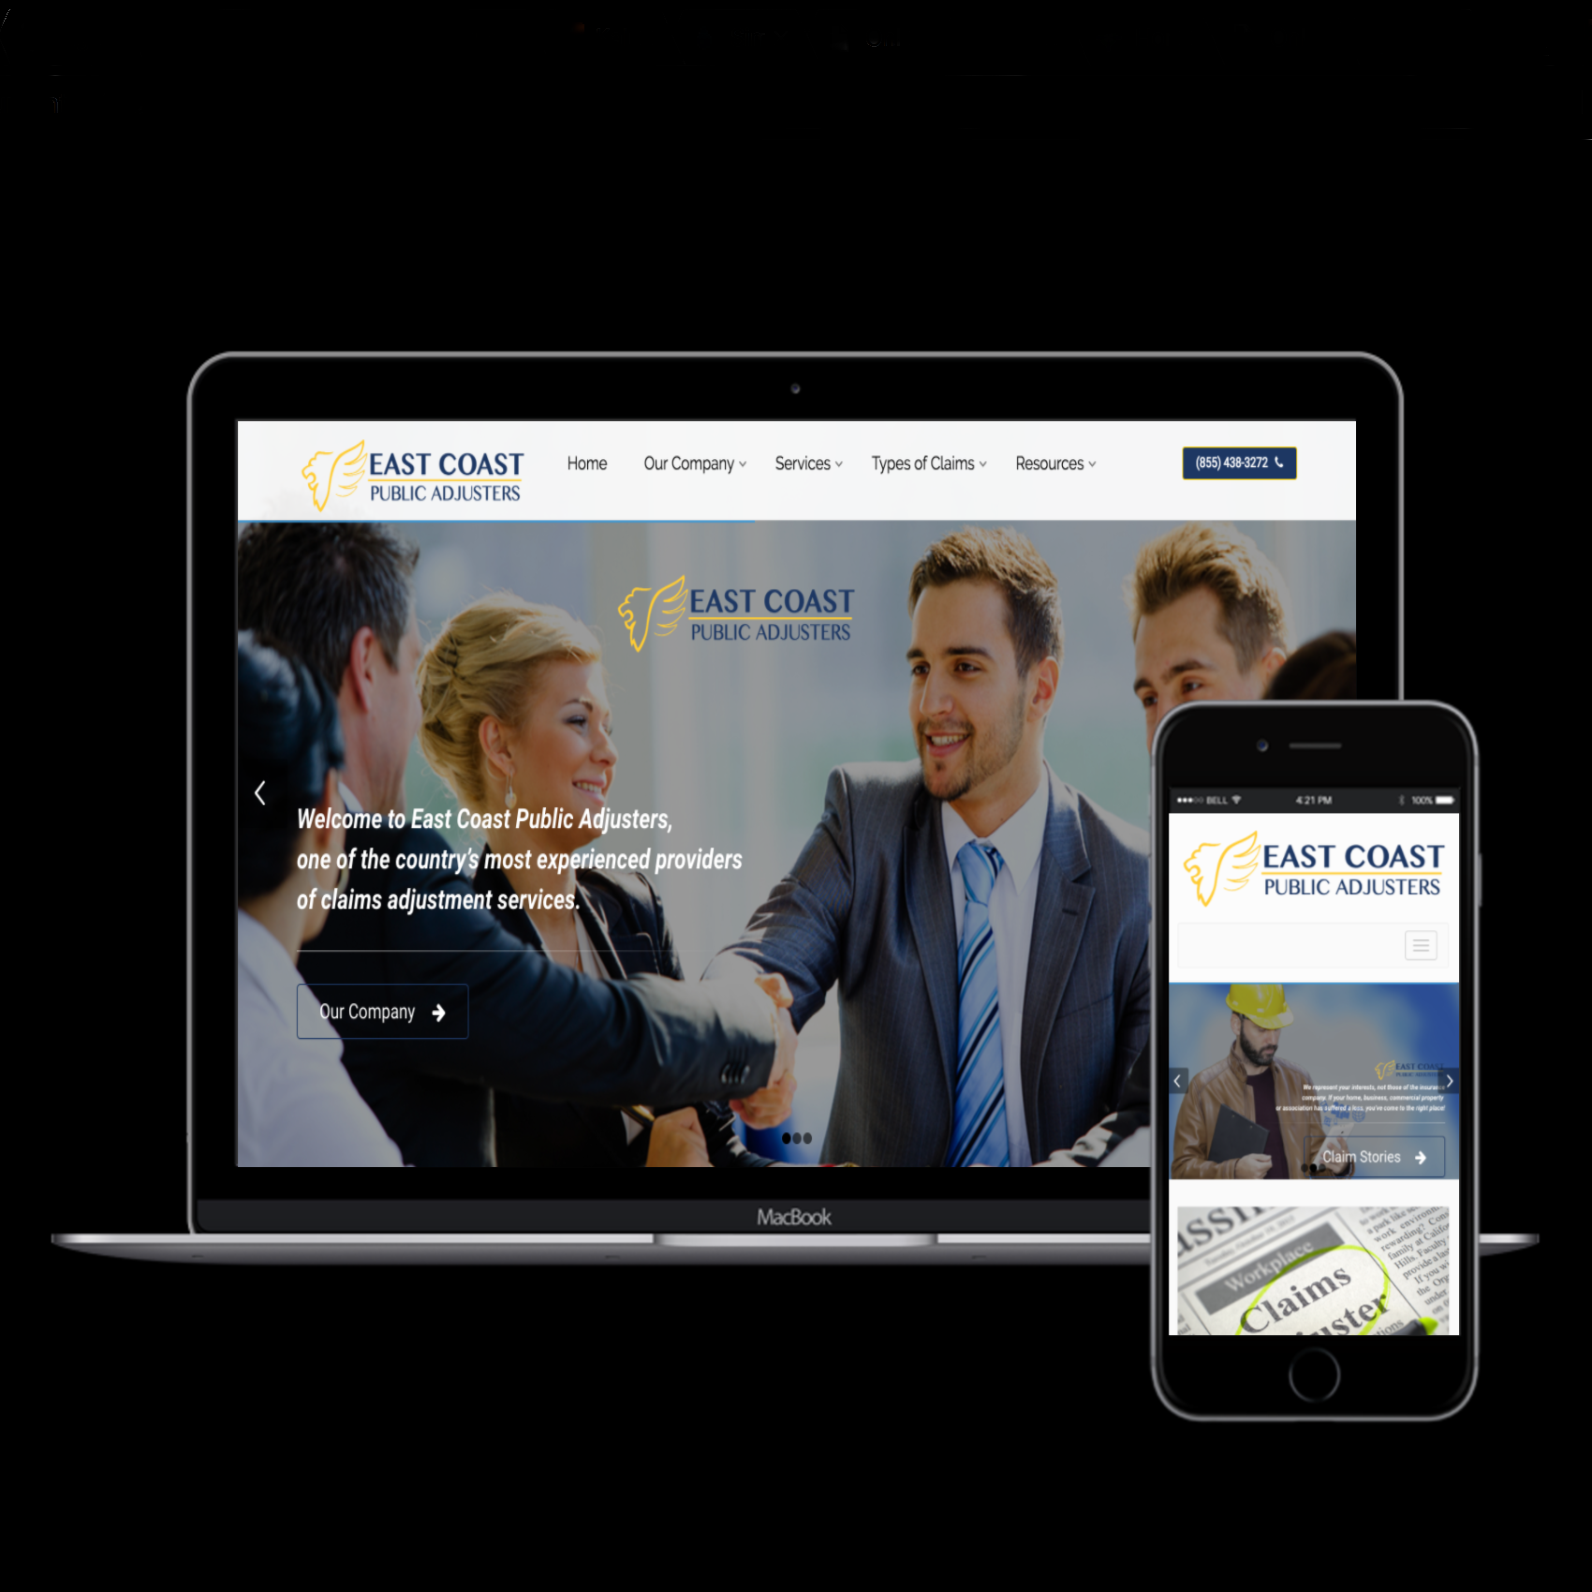 EAST COAST
PUBLIC ADJUSTERS
Home
Our Company
Services
Types of Claims
Resources
(855) 438-3272
EAST COAST
PUBLIC ADJUSTERS
Welcome to East Coast Public Adjusters,
one of the country's most experienced providers
of claims adjustment services.
Our Company
MacBook
BELL
4:21 PM
100%
EAST COAST
PUBLIC ADJUSTERS
EAST COAST
PUBLIC ADJUSTERS
We represent your interests, not those of the insurance
company. If your home, business, commercial property
or association has suffered a loss, you've come to the right place!
Claim Stories
Workplace
Claims